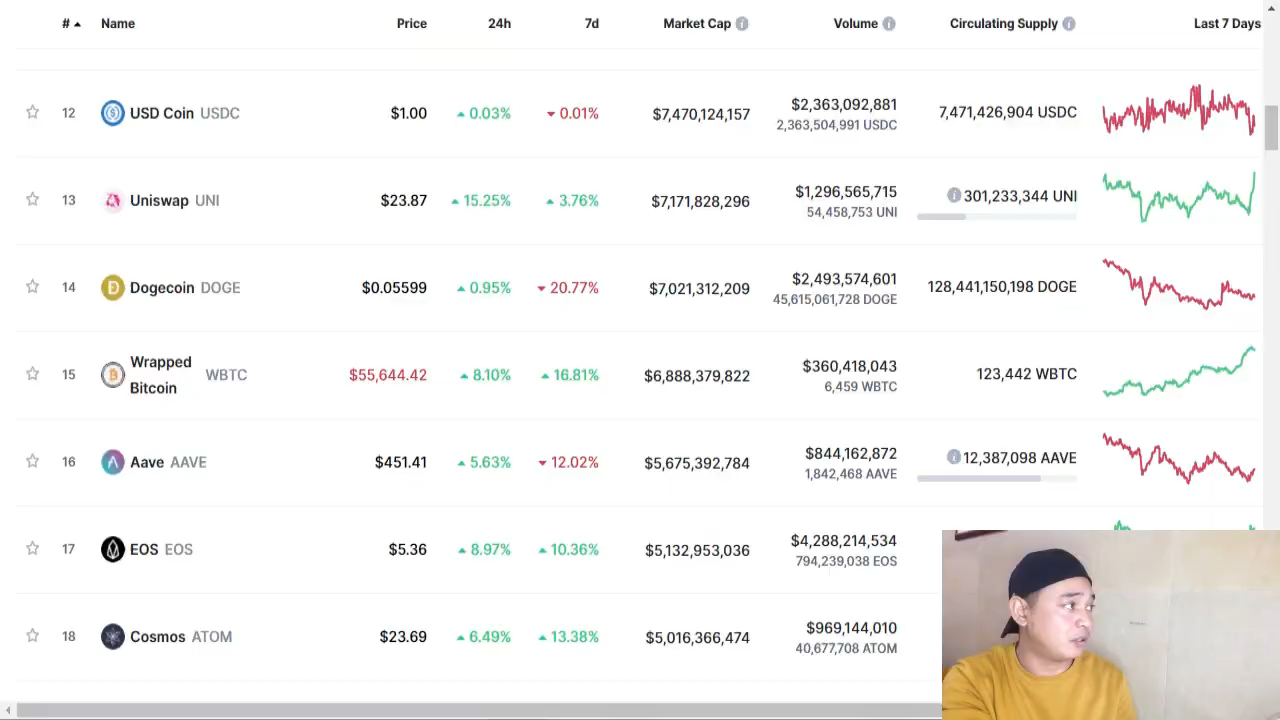 # Name Price 24h 7d Market Cap Volume Circulating Supply Last 7 Days
12 USD Coin USDC $1.00 0.03% 0.01% $7,470,124,157 $2,363,092,881 7,471,426,904 USDC
2,363,504,991 USDC
13 Uniswap UNI $23.87 15.25% 3.76% $7,171,828,296 $1,296,565,715 301,233,344 UNI
54,458,753 UNI
14 Dogecoin DOGE $0.05599 0.95% 20.77% $7,021,312,209 $2,493,574,601 128,441,150,198 DOGE
45,615,061,728 DOGE
15 Wrapped Bitcoin WBTC $55,644.42 8.10% 16.81% $6,888,379,822 $360,418,043 123,442 WBTC
6,459 WBTC
16 Aave AAVE $451.41 5.63% 12.02% $5,675,392,784 $844,162,872 12,387,098 AAVE
1,842,468 AAVE
17 EOS EOS $5.36 8.97% 10.36% $5,132,953,036 $4,288,214,534
794,239,038 EOS
18 Cosmos ATOM $23.69 6.49% 13.38% $5,016,366,474 $969,144,010
40,677,708 ATOM